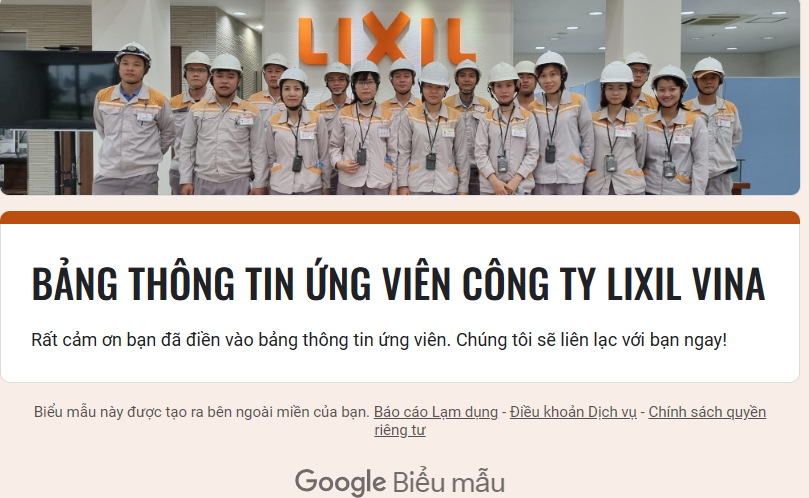 LIXIL
BẢNG THÔNG TIN ỨNG VIÊN CÔNG TY LIXIL VINA
Rất cảm ơn bạn đã điền vào bảng thông tin ứng viên. Chúng tôi sẽ liên lạc với bạn ngay!
Biểu mẫu này được tạo ra bên ngoài miền của bạn. Báo cáo Lạm dụng - Điều khoản Dịch vụ - Chính sách quyền
riêng tư
Google Biểu mẫu